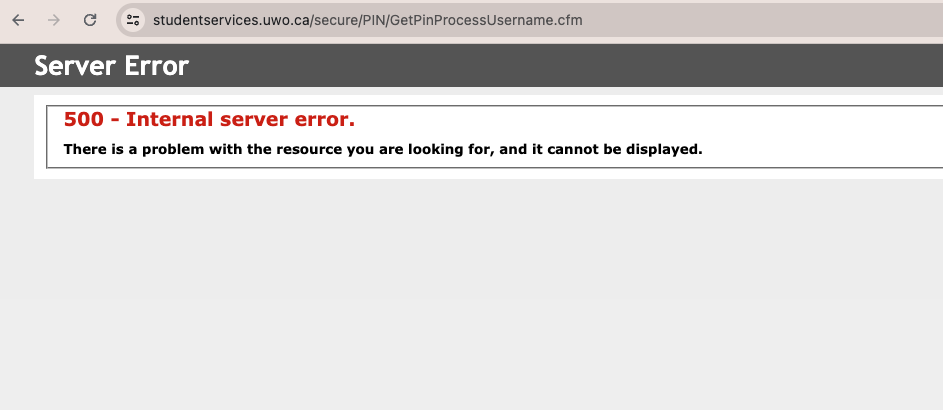 studentservices.uwo.ca/secure/PIN/GetPinProcessUsername.cfm
Server Error
500 - Internal server error.
There is a problem with the resource you are looking for, and it cannot be displayed.